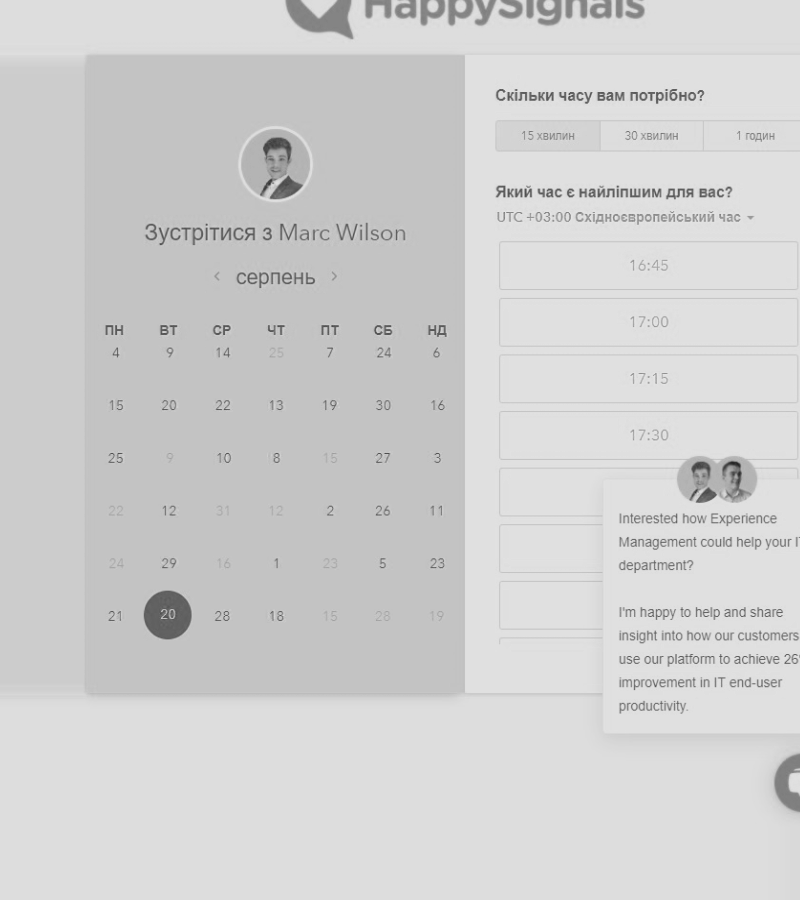 HappySignals
Зустрітися з Marc Wilson
серпень
ПН ВТ СР ЧТ ПТ СБ НД
4 9 14 25 7 24 6
15 20 22 13 19 30 16
25 9 10 8 15 27 3
22 12 31 12 2 26 11
24 29 16 1 23 5 23
21 20 28 18 15 28 19
Скільки часу вам потрібно?
15 хвилин 30 хвилин 1 годин
Який час є найліпшим для вас?
UTC +03:00 Східноєвропейський час
16:45
17:00
17:15
17:30
Interested how Experience
Management could help your IT
department?
I'm happy to help and share
insight into how our customers
use our platform to achieve 26%
improvement in IT end-user
productivity.